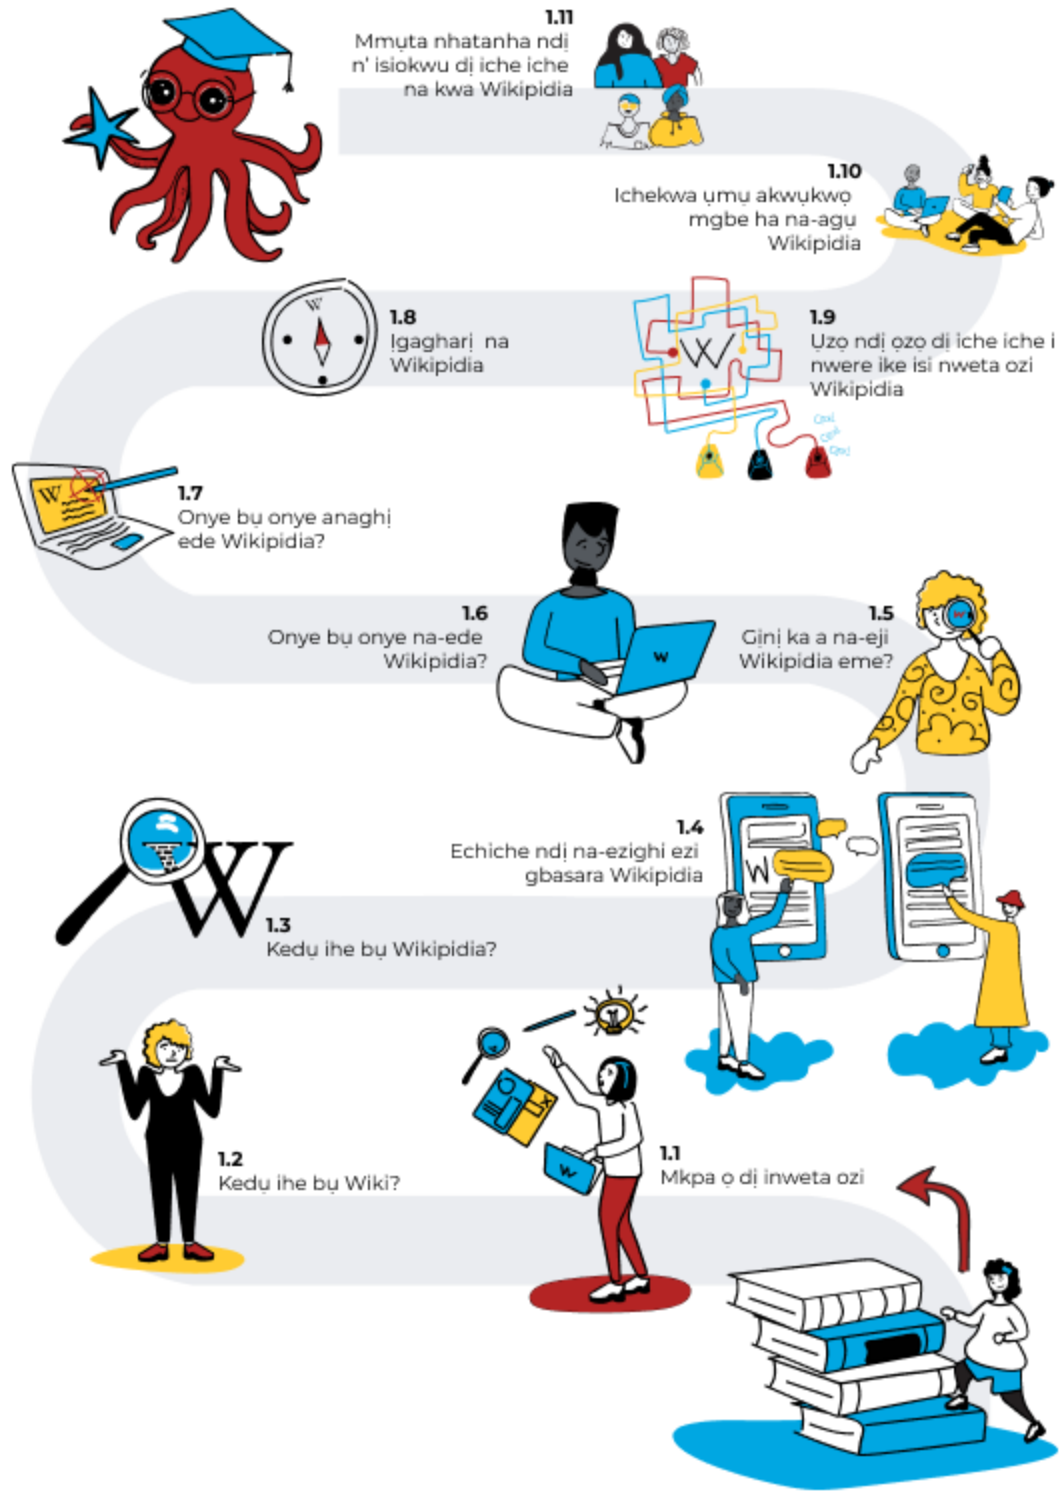 1.11
Mmụta nhatanha ndị
n' isiokwu dị iche iche
na kwa Wikipidia
1.10
Ichekwa ụmụ akwụkwọ
mgbe ha na-agụ
Wikipidia
W
1.8
Ịgagharị na
Wikipidia
W
1.9
Ụzọ ndị ọzọ dị iche iche i
nwere ike isi nweta ozi
Wikipidia
W
1.7
Onye bụ onye anaghị
ede Wikipidia?
1.6
Onye bụ onye na-ede
Wikipidia?
W
1.5
Gịnị ka a na-eji
Wikipidia eme?
W
1.4
Echiche ndị na-ezighi ezi
gbasara Wikipidia
W
W
1.3
Kedụ ihe bụ Wikipidia?
1.2
Kedụ ihe bụ Wiki?
W
1.1
Mkpa ọ dị inweta ozi